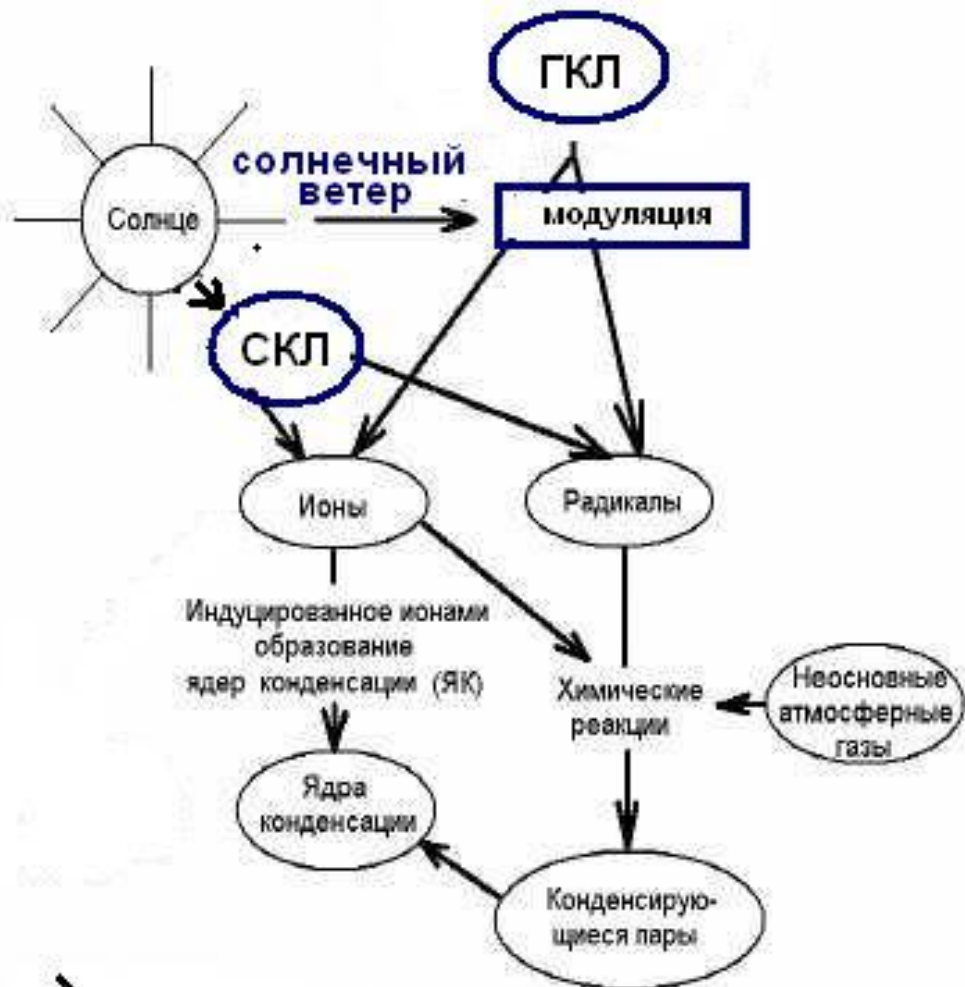 ГКЛ
солнечный
ветер
Солнце
модуляция
СКЛ
Ионы
Радикалы
Индуцированное ионами
образование
ядер конденсации (ЯК)
Химические
реакции
Неосновные
атмосферные
газы
Ядра
конденсации
Конденсирую-
щиеся пары